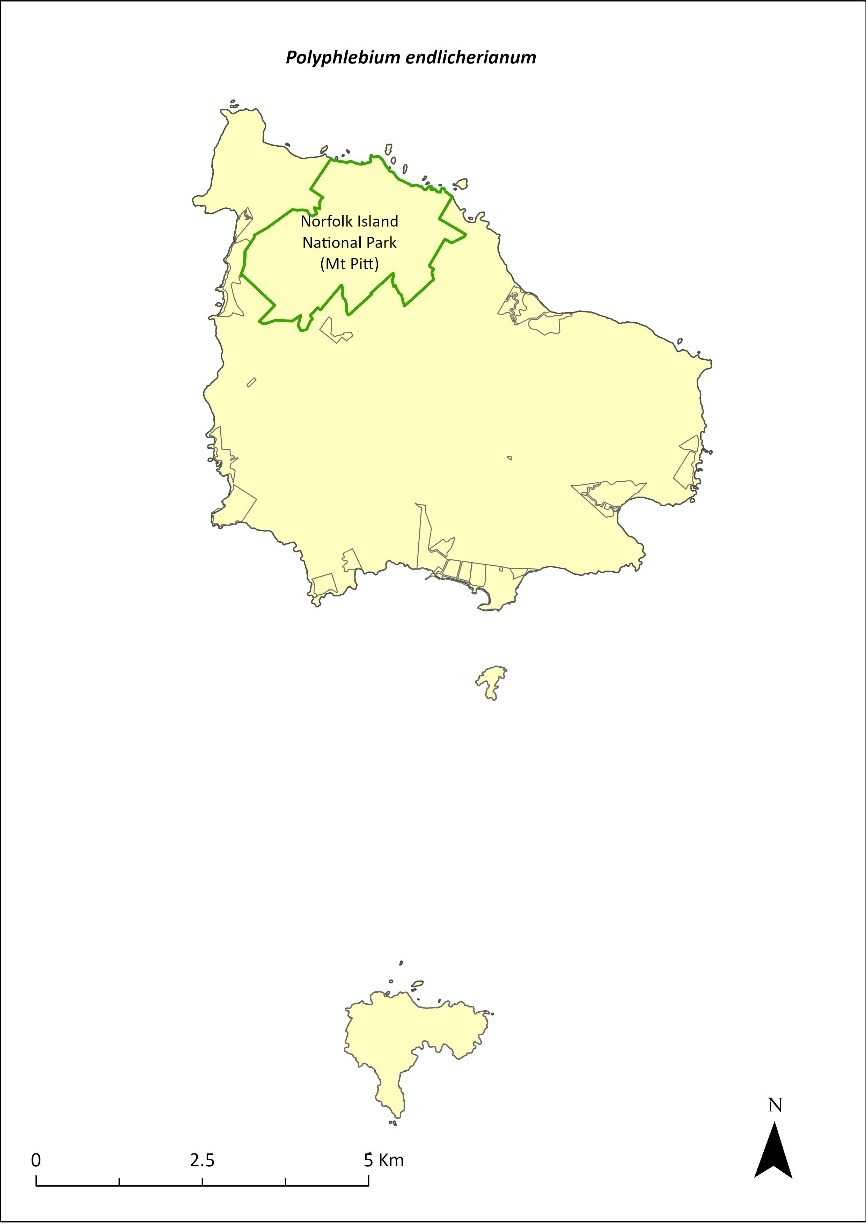 Polyphlebium endlicherianum
Norfolk Island
National Park
(Mt Pitt)
N
0 2.5 5 Km